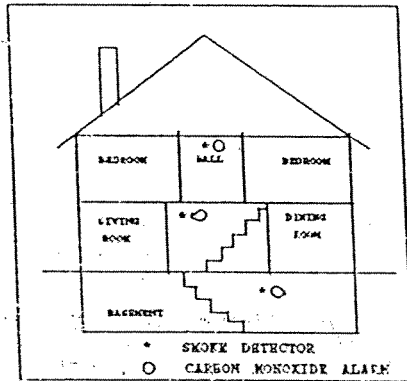 BEDROOM HALL BEDROOM
LIVING DINING
ROOM ROOM
BASEMENT
* SMOKE DETECTOR
CARBON MONOXIDE ALARM